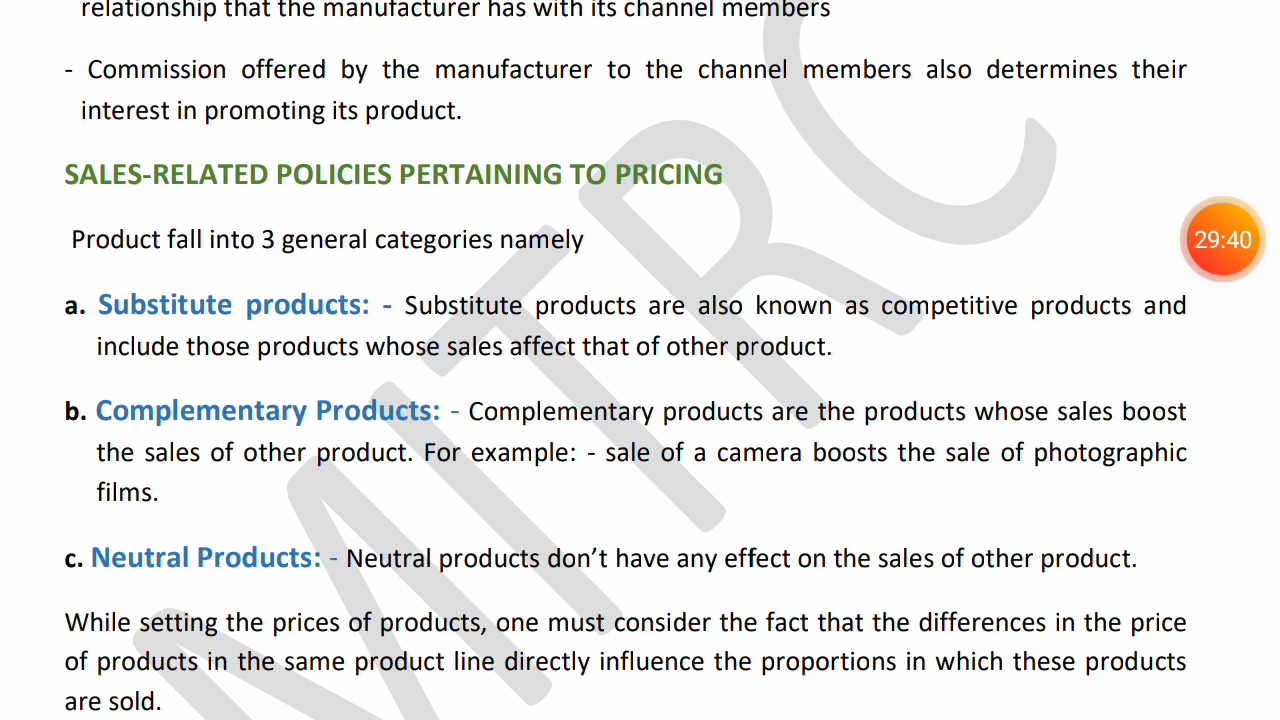 relationship that the manufacturer has with its channel members
- Commission offered by the manufacturer to the channel members also determines their
interest in promoting its product.
SALES-RELATED POLICIES PERTAINING TO PRICING
Product fall into 3 general categories namely
29:40
a. Substitute products: - Substitute products are also known as competitive products and
include those products whose sales affect that of other product.
b. Complementary Products: - Complementary products are the products whose sales boost
the sales of other product. For example: - sale of a camera boosts the sale of photographic
films.
c. Neutral Products: - Neutral products don’t have any effect on the sales of other product.
While setting the prices of products, one must consider the fact that the differences in the price
of products in the same product line directly influence the proportions in which these products
are sold.
MITRC